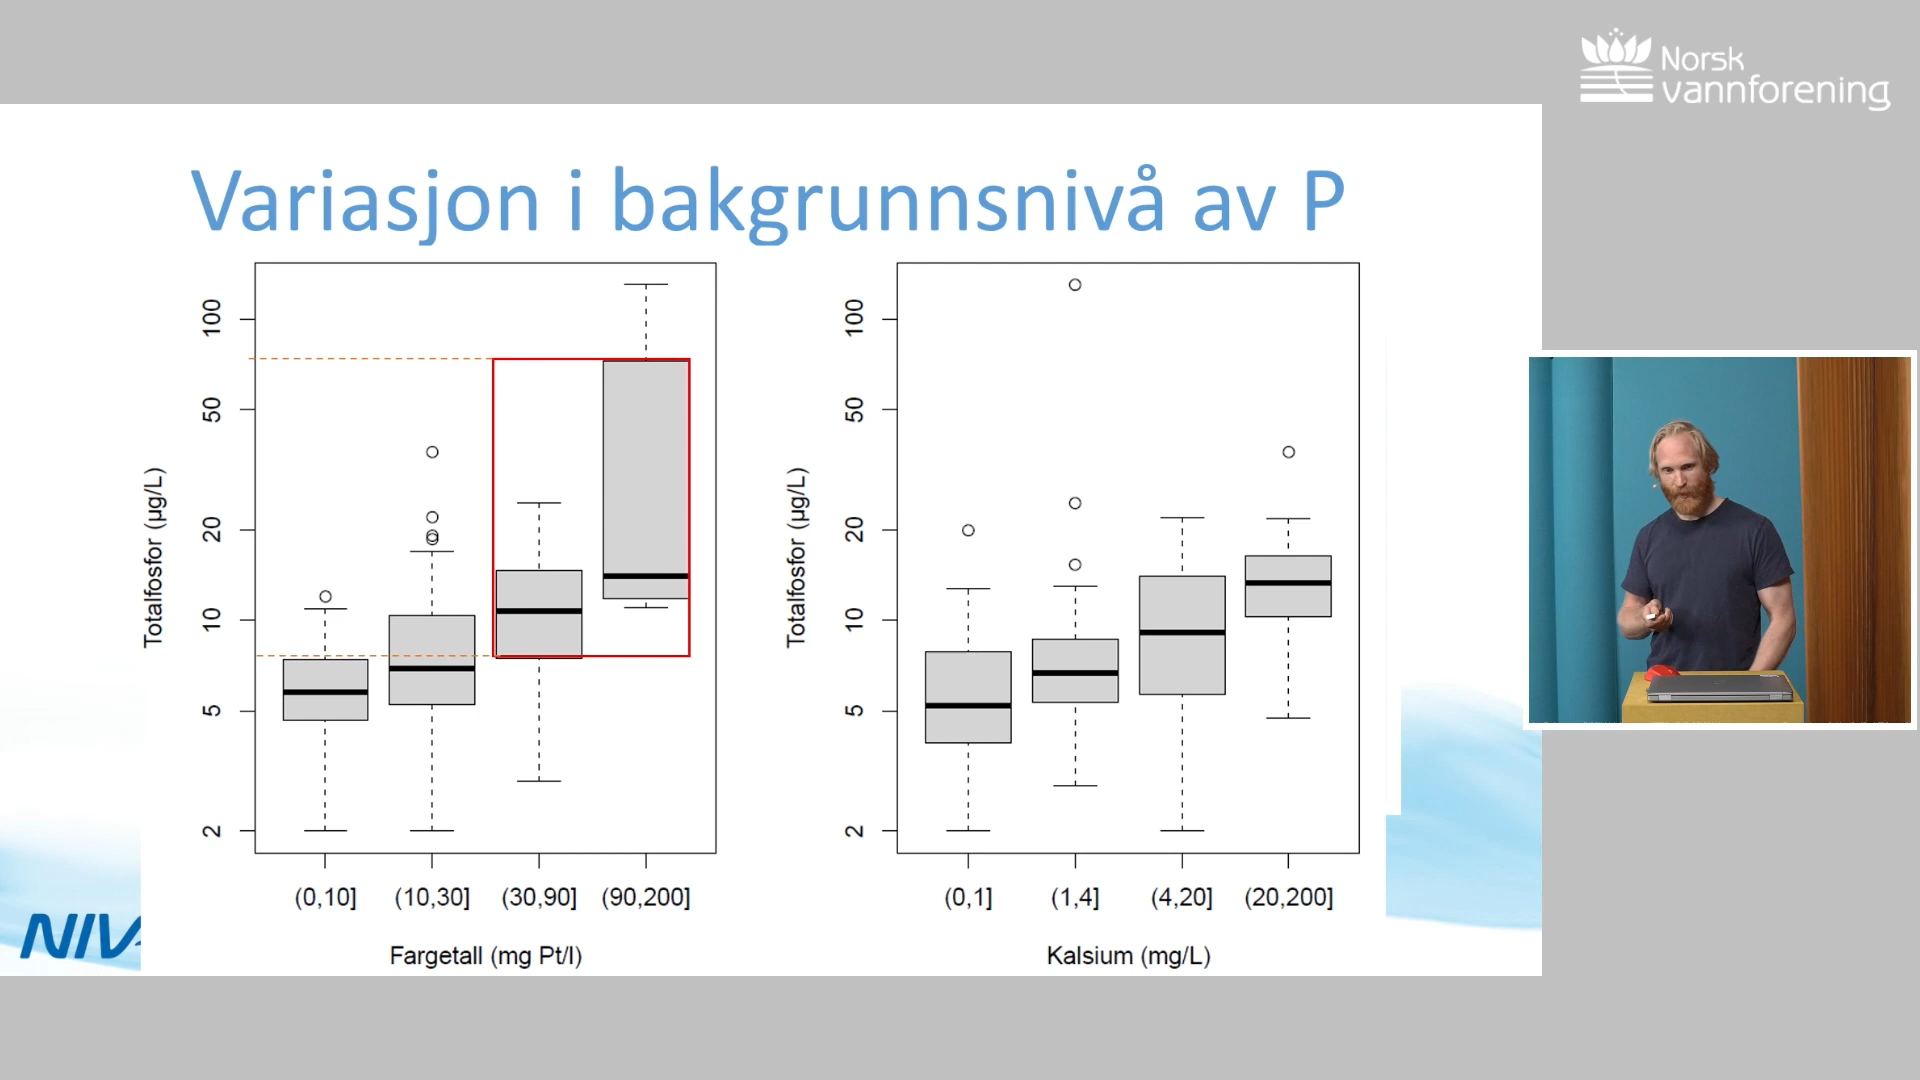 Norsk
vannforening
Variasjon i bakgrunnsnivå av P
Totalfosfor (µg/L)
100
50
20
10
5
2
(0,10] (10,30] (30,90] (90,200]
Fargetall (mg Pt/l)
Totalfosfor (µg/L)
100
50
20
10
5
2
(0,1] (1,4] (4,20] (20,200]
Kalsium (mg/L)